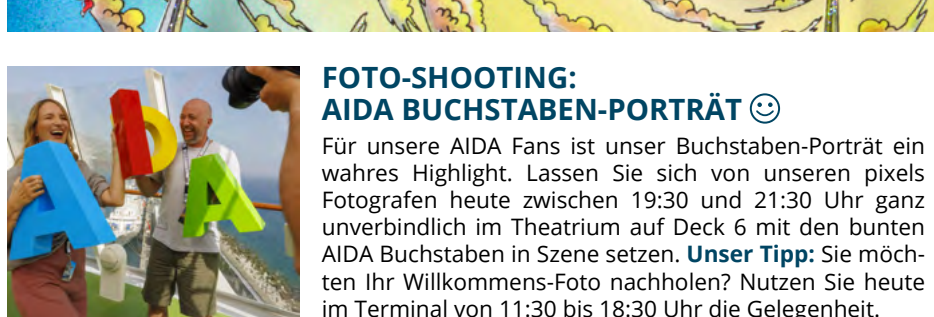 FOTO-SHOOTING:
AIDA BUCHSTABEN-PORTRÄT
Für unsere AIDA Fans ist unser Buchstaben-Porträt ein
wahres Highlight. Lassen Sie sich von unseren pixels
Fotografen heute zwischen 19:30 und 21:30 Uhr ganz
unverbindlich im Theatrium auf Deck 6 mit den bunten
AIDA Buchstaben in Szene setzen. Unser Tipp: Sie möch-
ten Ihr Willkommens-Foto nachholen? Nutzen Sie heute
im Terminal von 11:30 bis 18:30 Uhr die Gelegenheit.